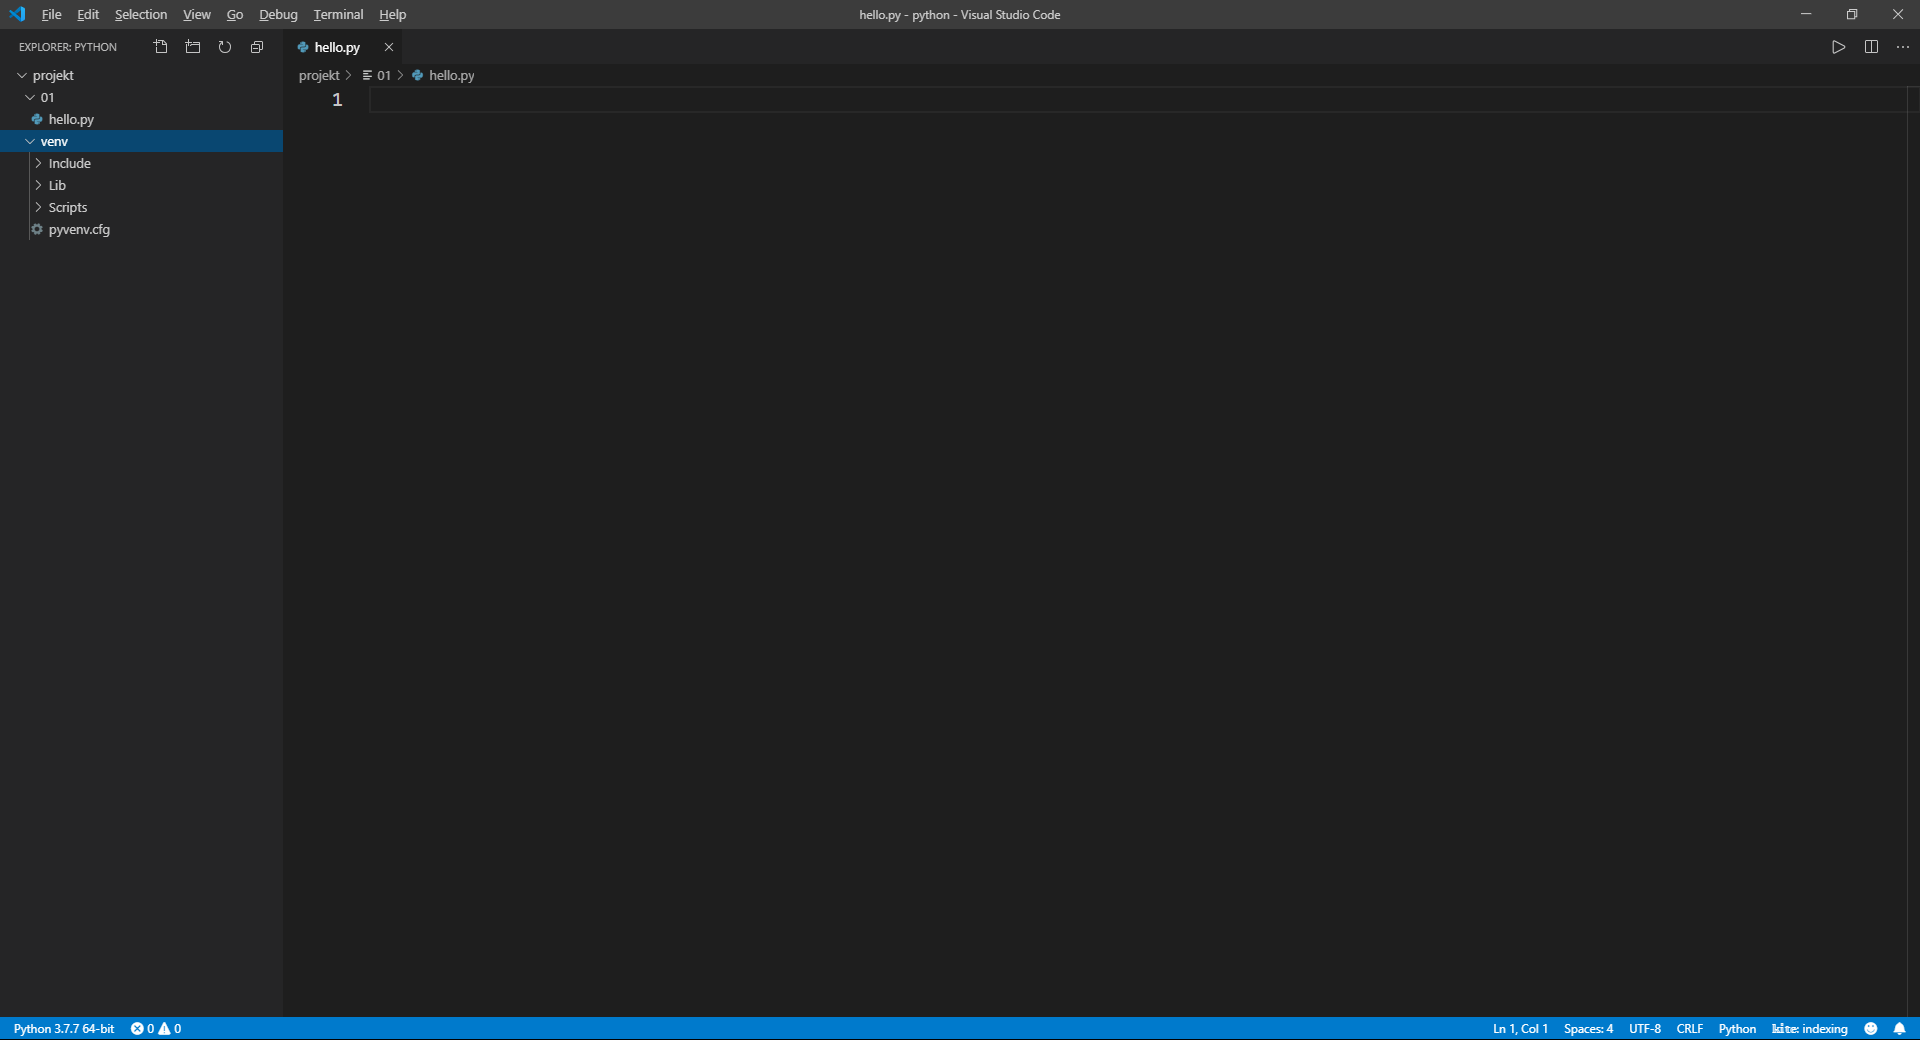 File Edit Selection View Go Debug Terminal Help
hello.py - python - Visual Studio Code
EXPLORER: PYTHON
hello.py
projekt
01
hello.py
venv
Include
Lib
Scripts
pyvenv.cfg
projekt 01 hello.py
1
Python 3.7.7 64-bit 0 0
Ln 1, Col 1 Spaces: 4 UTF-8 CRLF Python kite: indexing